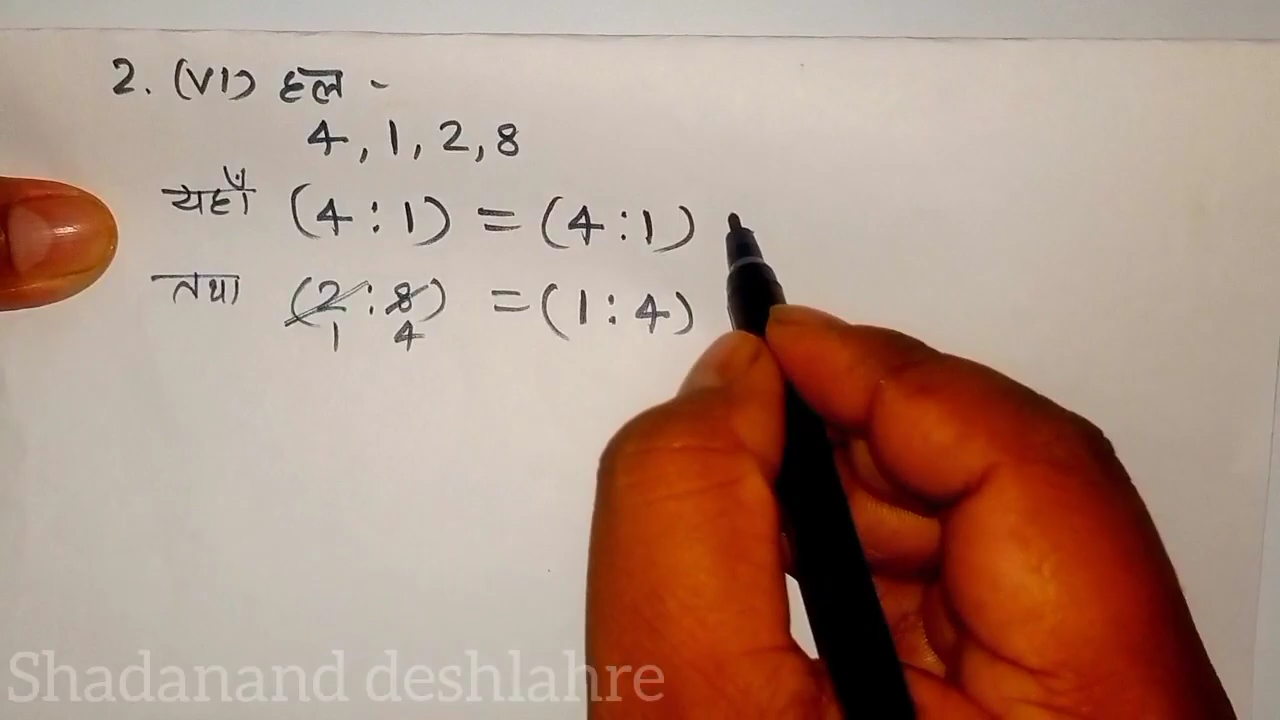 2. (VI) हल -
4, 1, 2, 8
यहाँ (4 : 1) = (4 : 1)
तथा (2 : 8) = (1 : 4)
1 4
Shadanand deshlahre